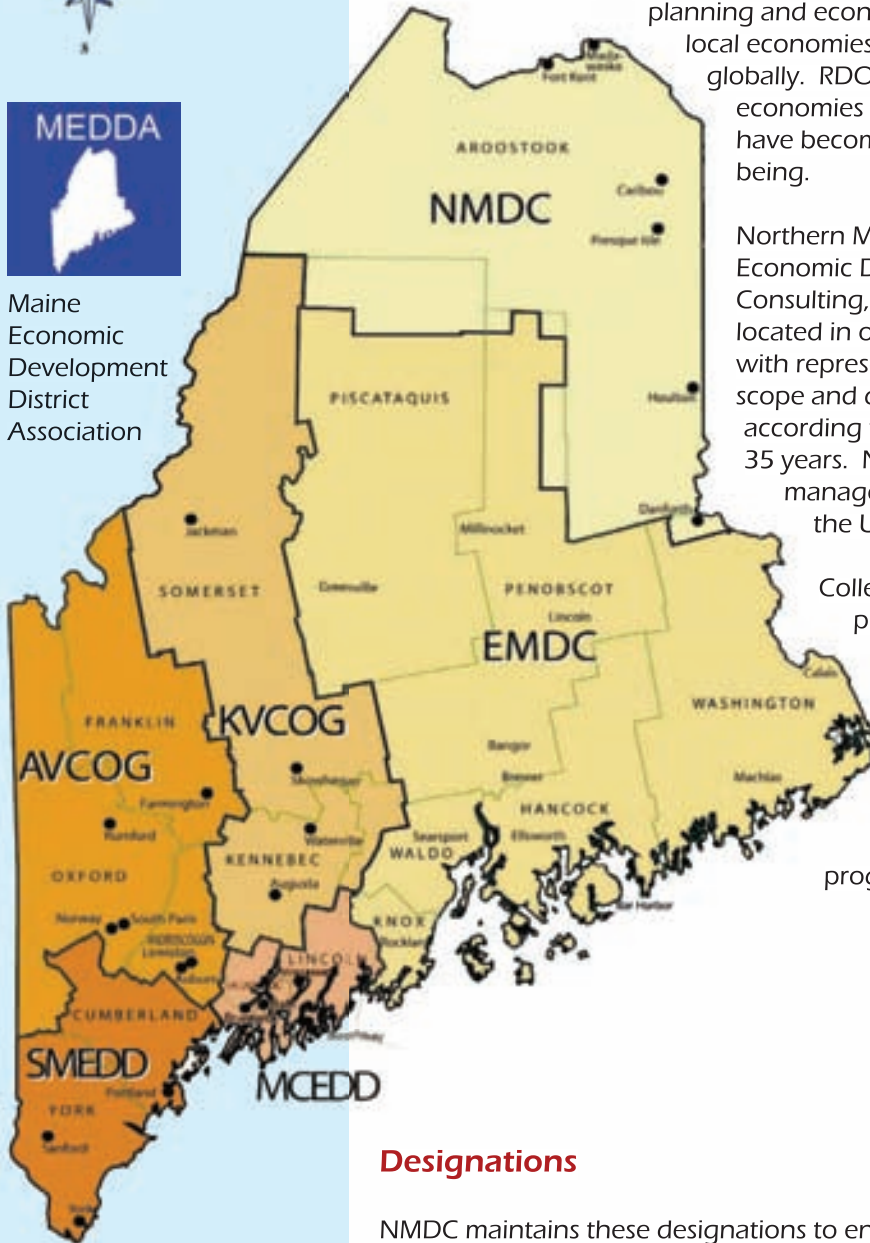 S
MEDDA
Maine
Economic
Development
District
Association
planning and econ
local economies
globally. RDO
economies
have becom
being.
Northern M
Economic D
Consulting,
located in o
with repres
scope and
according
35 years. N
manage
the U
Colle
p
prog
Fort Kent
AROOSTOOK
Caribou
NMDC
Presque Isle
Houlton
Danforth
PISCATAQUIS
Millinocket
Greenville
PENOBSCOT
Lincoln
EMDC
Jackman
SOMERSET
Calais
WASHINGTON
Machias
FRANKLIN
KVCOG
AVCOG
Skowhegan
Farmington
Rumford
Bangor
Brewer
HANCOCK
Ellsworth
Searsport
WALDO
Waterville
KENNEBEC
Augusta
OXFORD
Norway
South Paris
Lewiston
Auburn
KNOX
Rockland
Bar Harbor
LINCOLN
CUMBERLAND
SMEDD
Portland
MCEDD
YORK
Sanford
York
Designations
NMDC maintains these designations to en